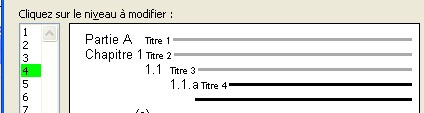 Cliquez sur le niveau à modifier :
1
2
3
4
5
6
Partie A Titre 1
Chapitre 1 Titre 2
1.1 Titre 3
1.1.a Titre 4